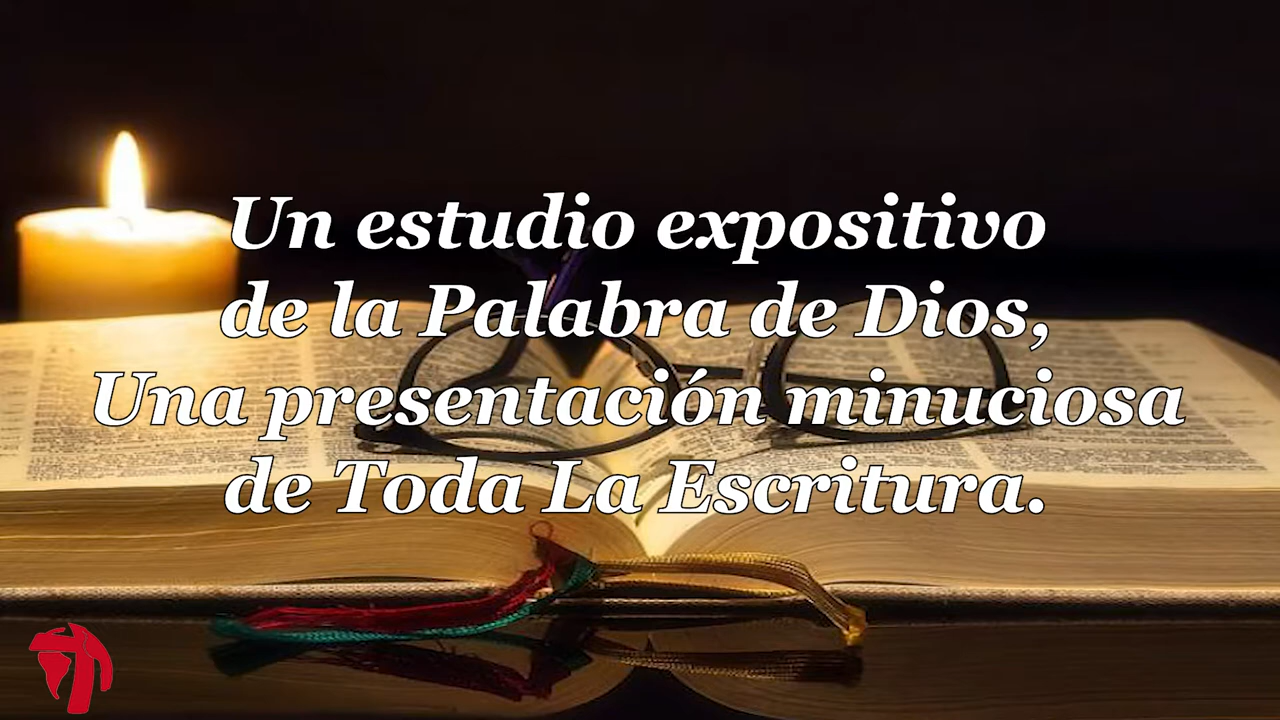 Un estudio expositivo
de la Palabra de Dios,
Una presentación minuciosa
de Toda La Escritura.